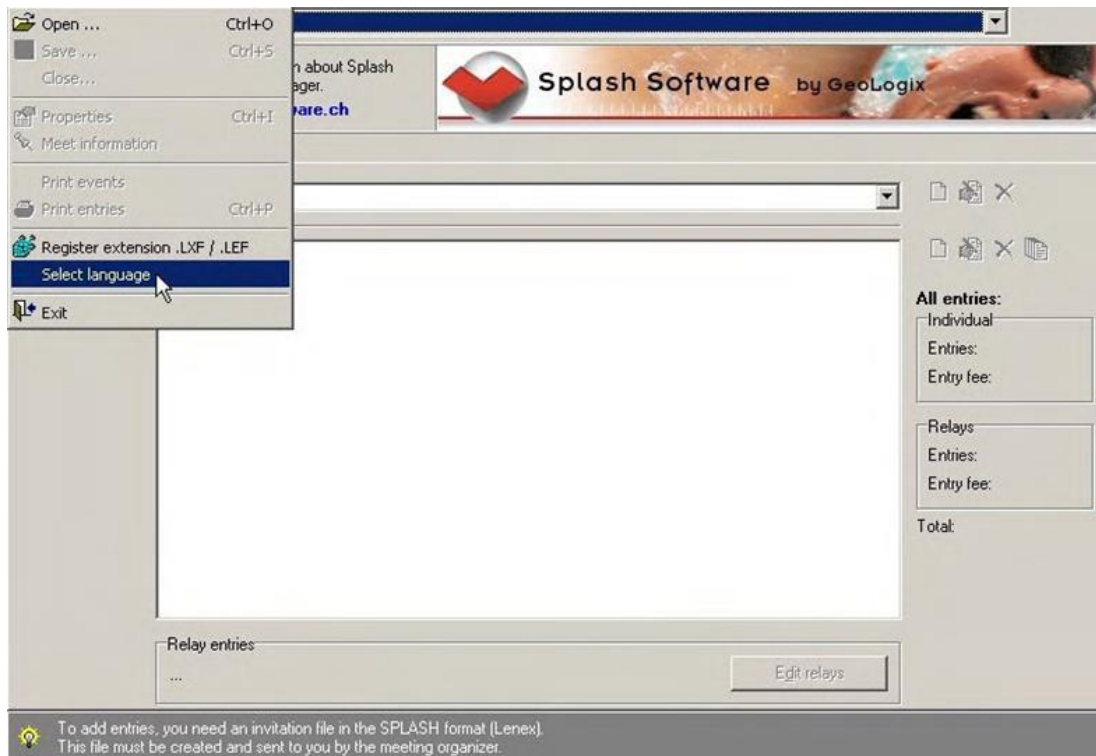 Open ... Ctrl+O
Save ... Ctrl+S
Close...
Properties Ctrl+I
Meet information
Print events
Print entries Ctrl+P
Register extension .LXF / .LEF
Select language
Exit
about Splash
Splash Software by GeoLogix
All entries:
Individual
Entries:
Entry fee:
Relays
Entries:
Entry fee:
Total:
Relay entries
...
Edit relays
To add entries, you need an invitation file in the SPLASH format (Lenex).
This file must be created and sent to you by the meeting organizer.